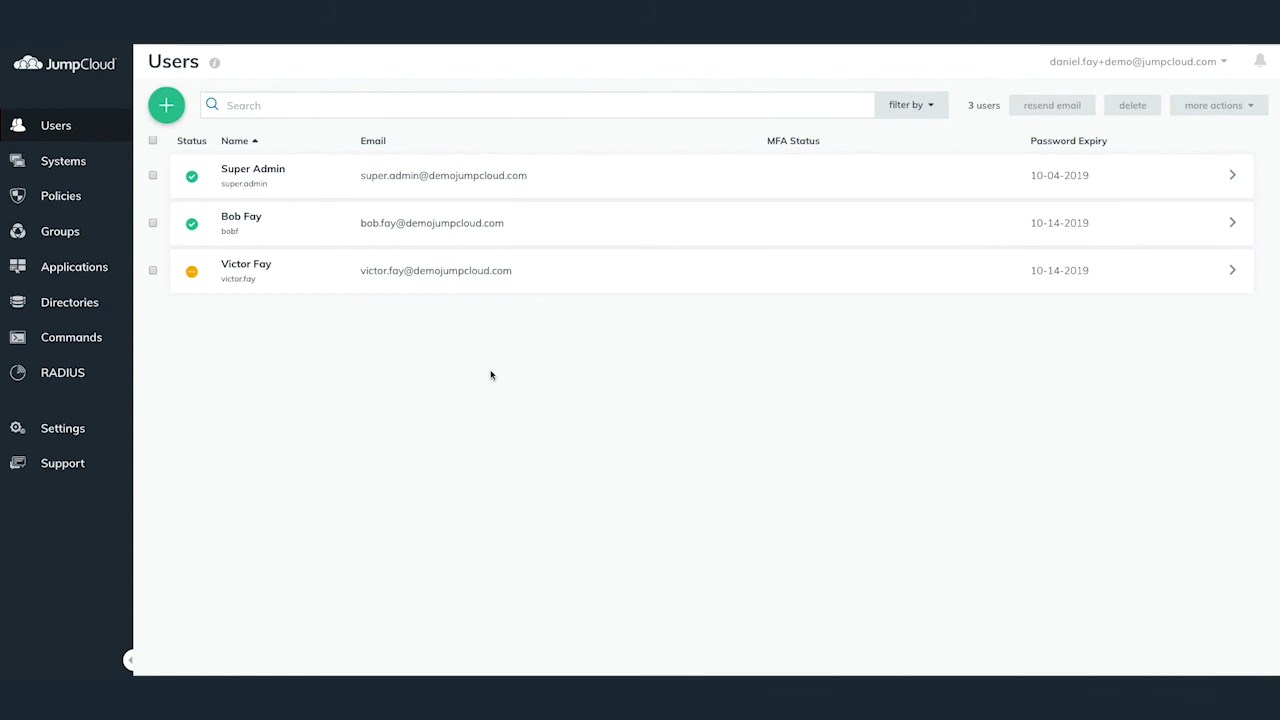 JumpCloud
Users
daniel.fay+demo@jumpcloud.com
Search
filter by
3 users
resend email
delete
more actions
Users
Systems
Policies
Groups
Applications
Directories
Commands
RADIUS
Settings
Support
Status Name Email MFA Status Password Expiry
Super Admin
super.admin
super.admin@demojumpcloud.com
10-04-2019
Bob Fay
bobf
bob.fay@demojumpcloud.com
10-14-2019
Victor Fay
victor.fay
victor.fay@demojumpcloud.com
10-14-2019